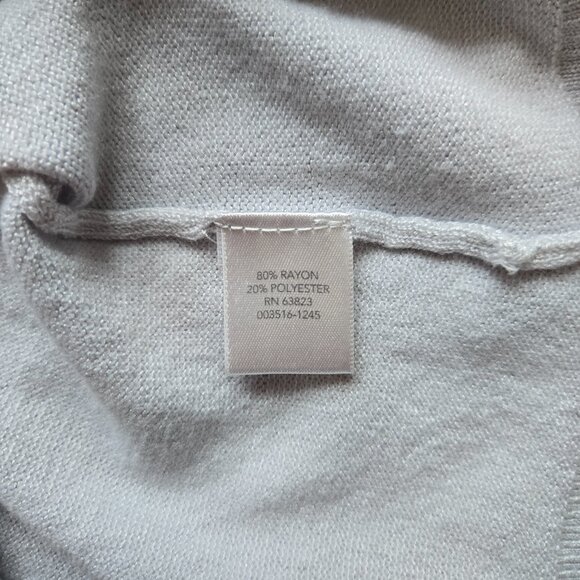 80% RAYON
20% POLYESTER
RN 63823
003516-1245